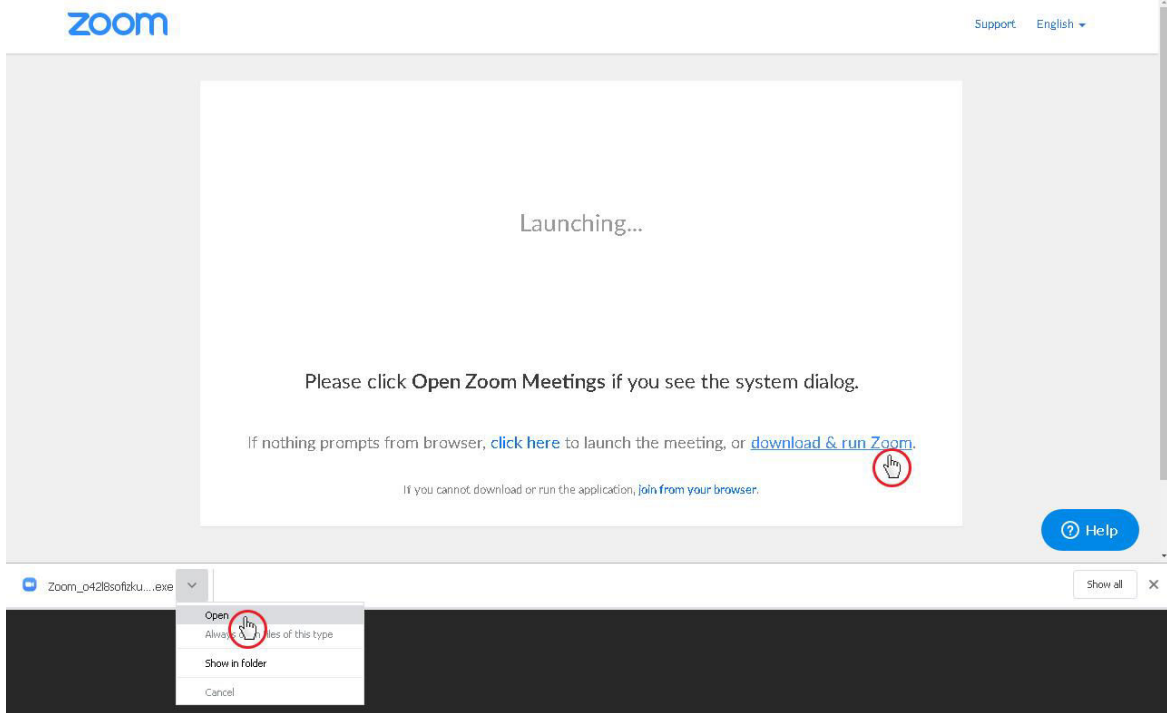 zoom
Support English
Launching...
Please click Open Zoom Meetings if you see the system dialog.
If nothing prompts from browser, click here to launch the meeting, or download & run Zoom.
If you cannot download or run the application, join from your browser.
Help
Zoom_o42l8sofizku....exe
Show all
Open
Always files of this type
Show in folder
Cancel